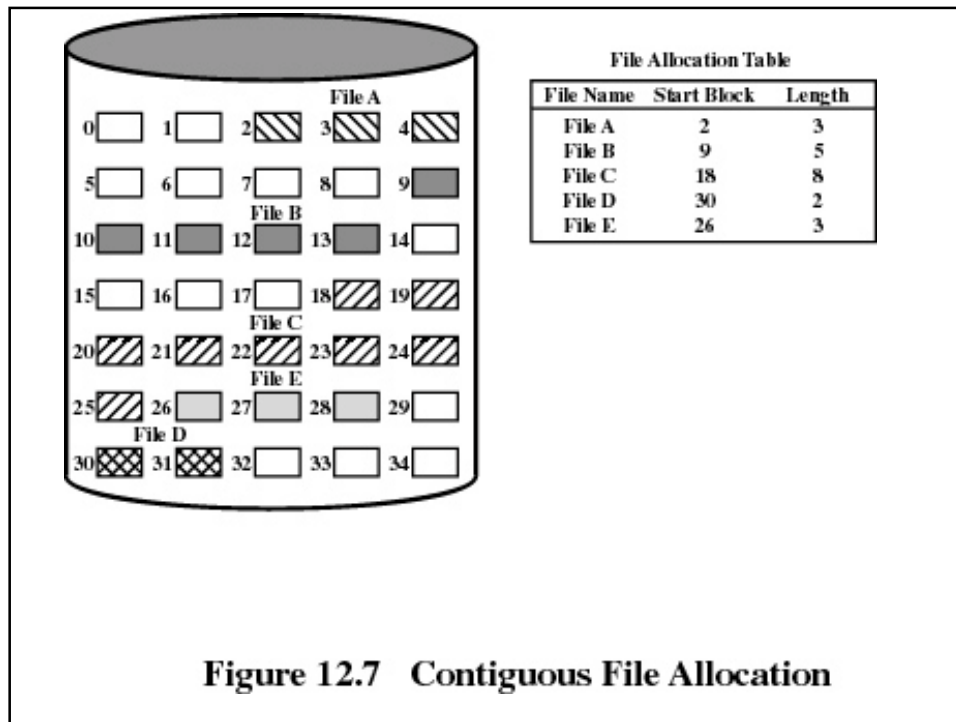 File Allocation Table
File Name Start Block Length
File A 2 3
File B 9 5
File C 18 8
File D 30 2
File E 26 3
File A
0 1 2 3 4
5 6 7 8 9
File B
10 11 12 13 14
15 16 17 18 19
File C
20 21 22 23 24
File E
25 26 27 28 29
File D
30 31 32 33 34
Figure 12.7 Contiguous File Allocation